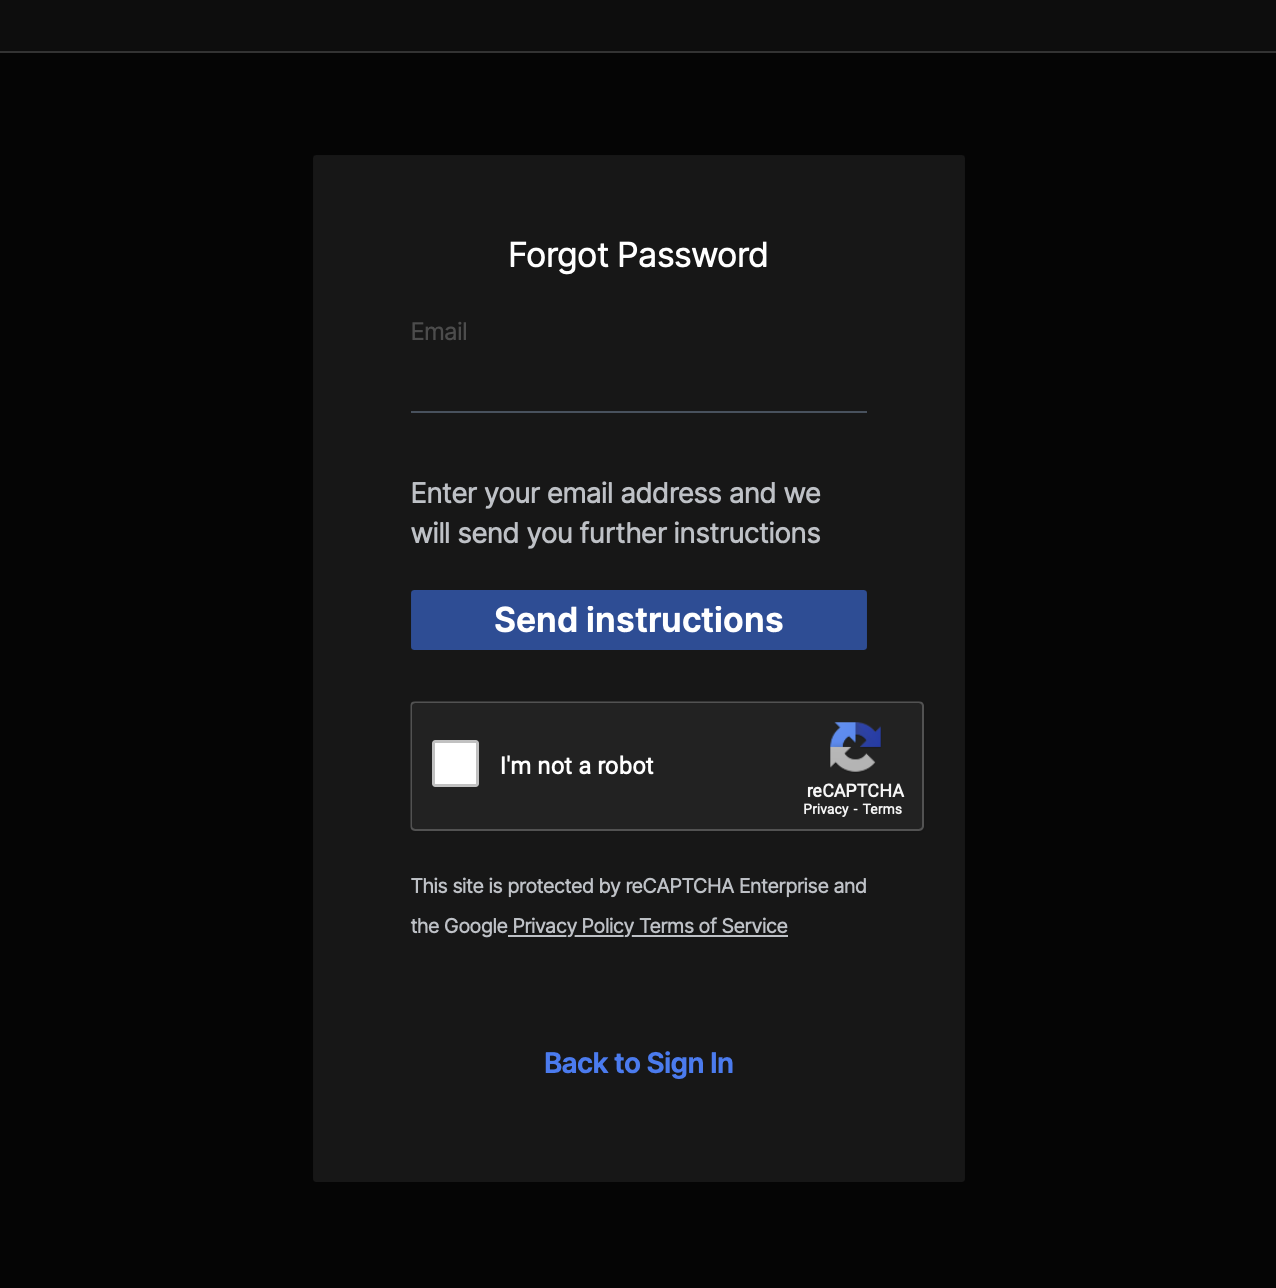 Forgot Password
Email
Enter your email address and we
will send you further instructions
Send instructions
I'm not a robot
reCAPTCHA
Privacy - Terms
This site is protected by reCAPTCHA Enterprise and
the Google Privacy Policy Terms of Service
Back to Sign In